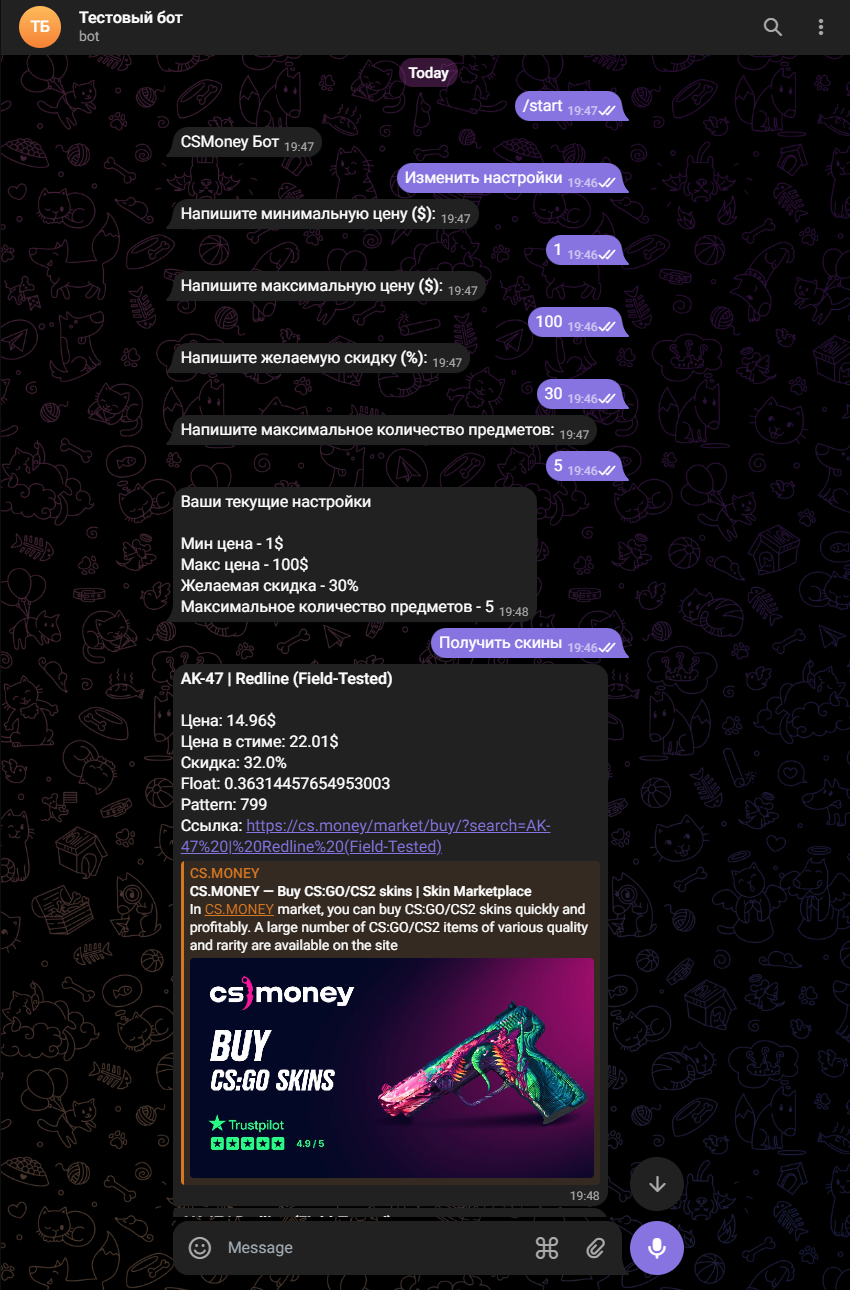 ТБ
Тестовый бот
bot
Today
/start 19:47
CSMoney Бот 19:47
Изменить настройки 19:46
Напишите минимальную цену ($): 19:47
1 19:46
Напишите максимальную цену ($): 19:47
100 19:46
Напишите желаемую скидку (%): 19:47
30 19:46
Напишите максимальное количество предметов: 19:47
5 19:46
Ваши текущие настройки
Мин цена - 1$
Макс цена - 100$
Желаемая скидка - 30%
Максимальное количество предметов - 5 19:48
Получить скины 19:46
AK-47 | Redline (Field-Tested)
Цена: 14.96$
Цена в стиме: 22.01$
Скидка: 32.0%
Float: 0.36314457654953003
Pattern: 799
Ссылка: https://cs.money/market/buy/?search=AK-
47%20|%20Redline%20(Field-Tested)
CS.MONEY
CS.MONEY — Buy CS:GO/CS2 skins | Skin Marketplace
In CS.MONEY market, you can buy CS:GO/CS2 skins quickly and
profitably. A large number of CS:GO/CS2 items of various quality
and rarity are available on the site
cs money
BUY
CS:GO SKINS
Trustpilot
4.9 / 5
19:48
Message